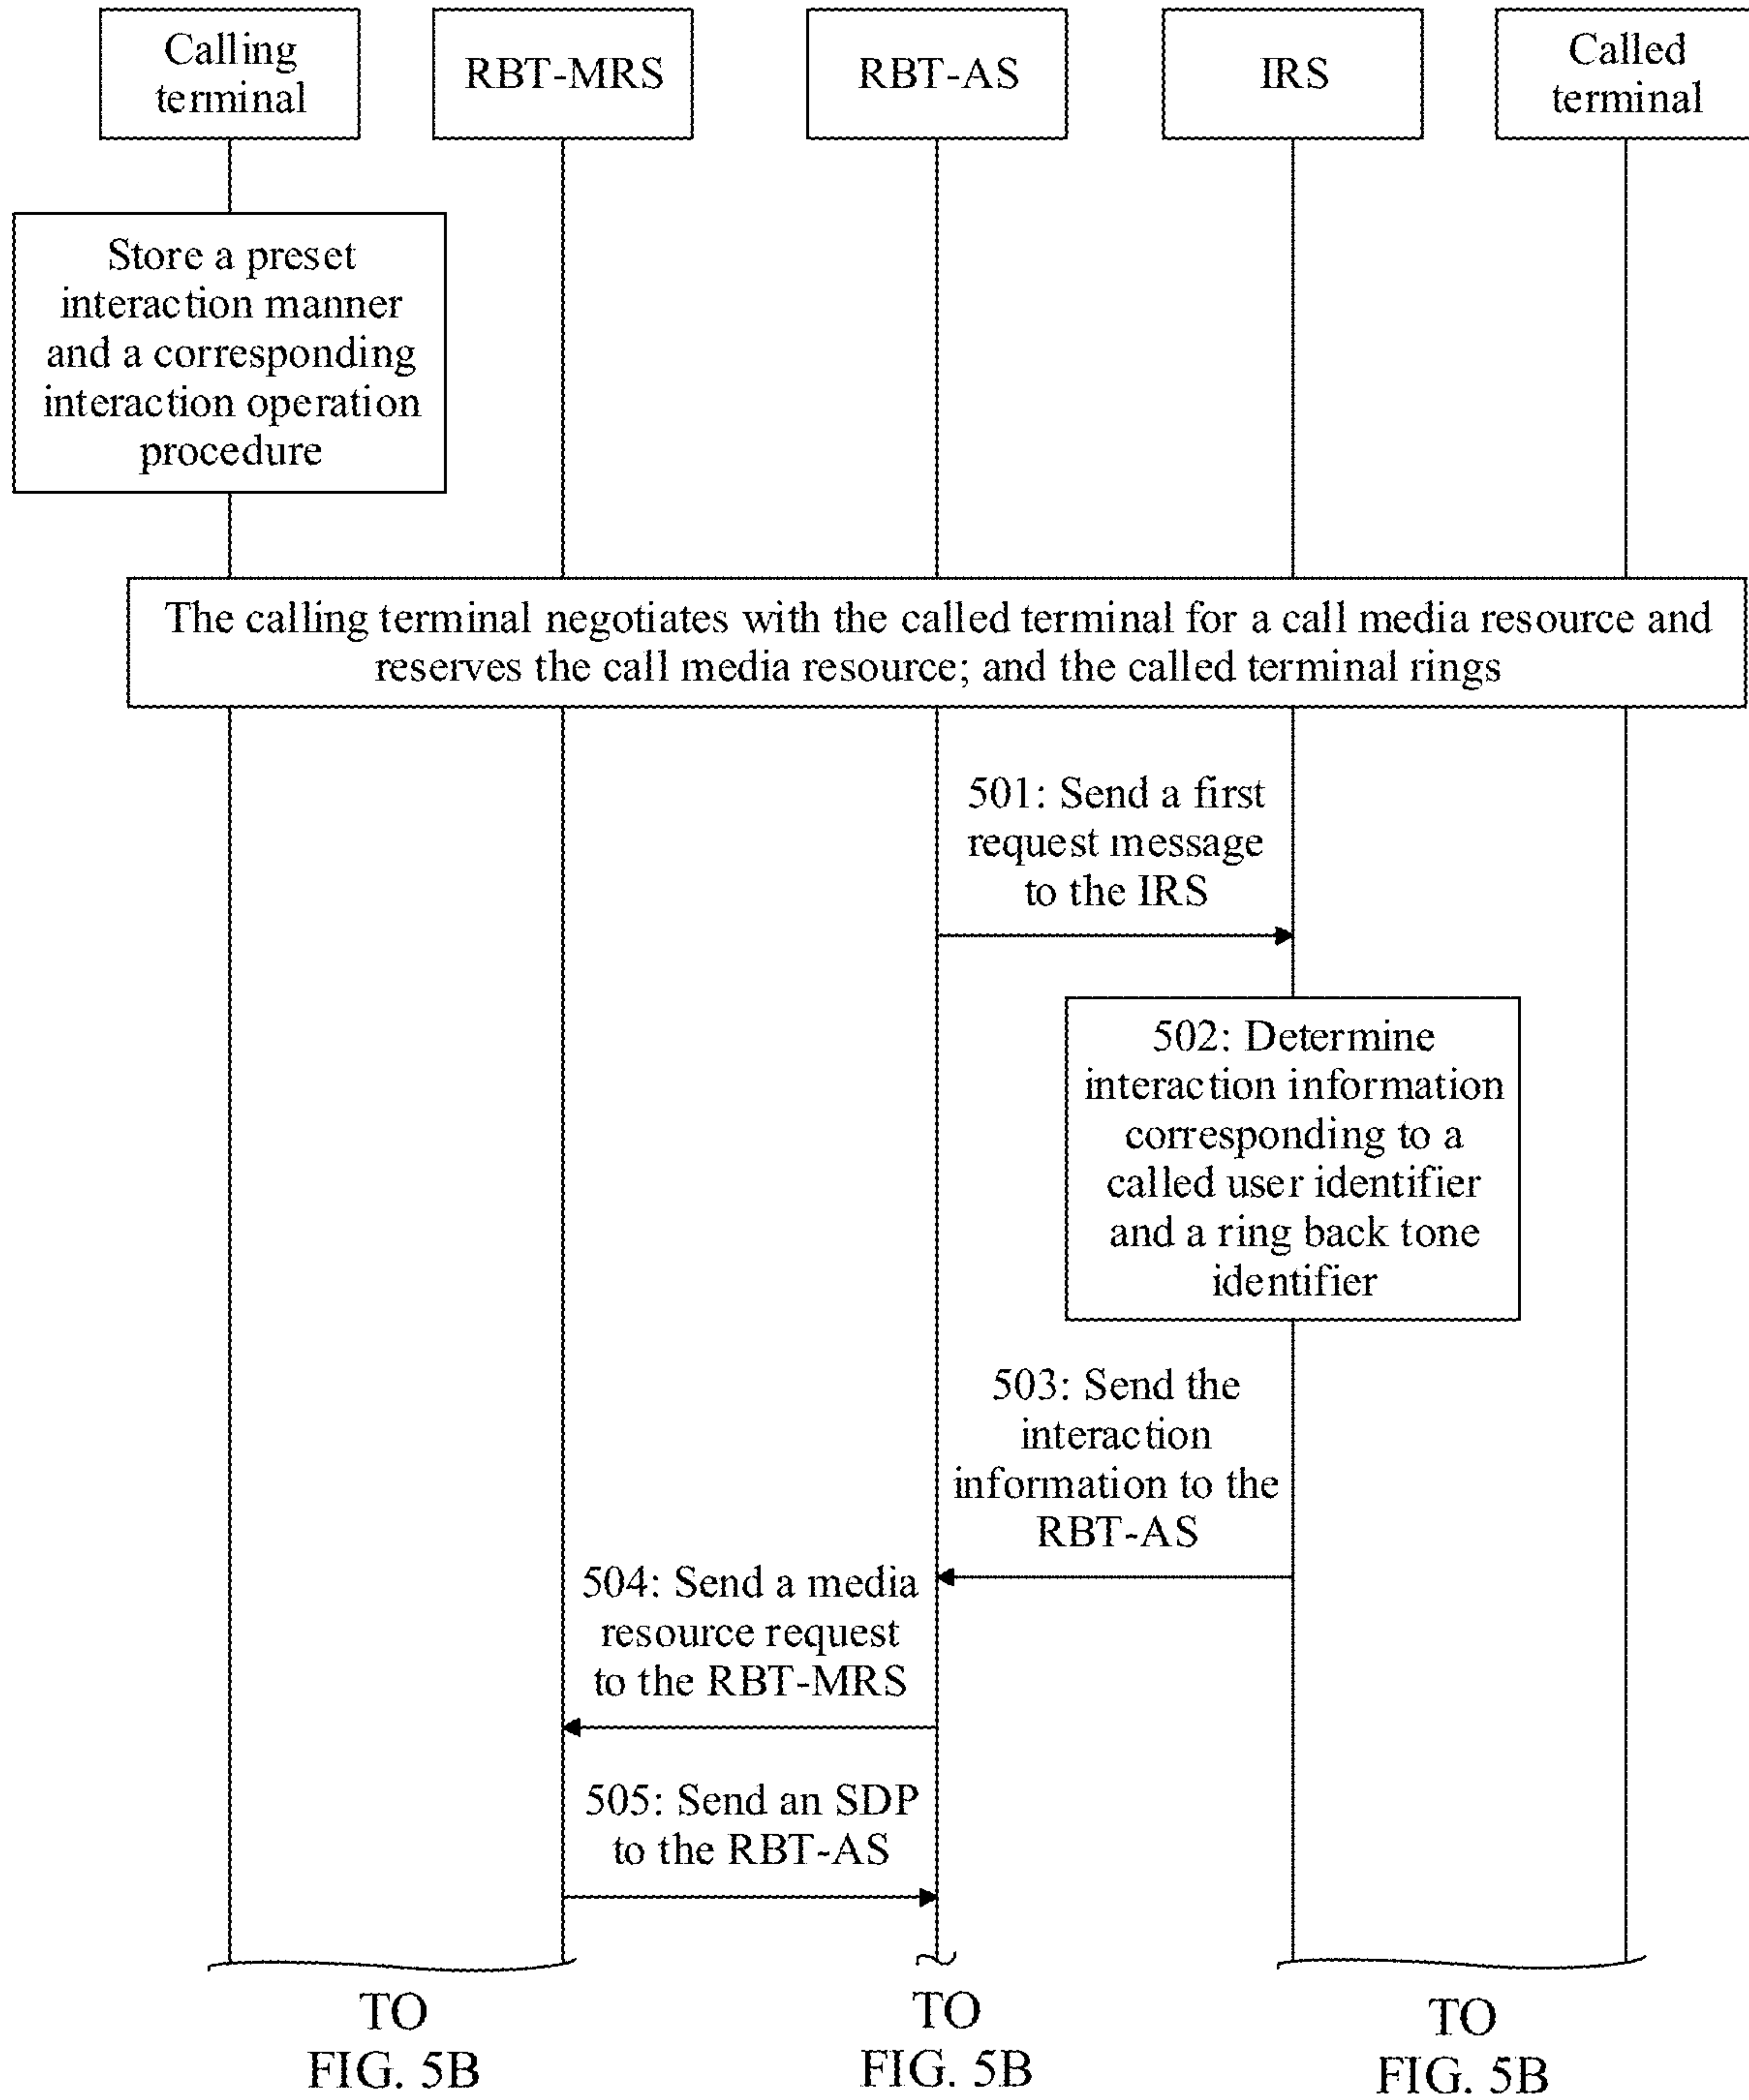 Calling
terminal
RBT-MRS
RBT-AS
IRS
Called
terminal
Store a preset
interaction manner
and a corresponding
interaction operation
procedure
The calling terminal negotiates with the called terminal for a call media resource and
reserves the call media resource; and the called terminal rings
501: Send a first
request message
to the IRS
502: Determine
interaction information
corresponding to a
called user identifier
and a ring back tone
identifier
503: Send the
interaction
information to the
RBT-AS
504: Send a media
resource request
to the RBT-MRS
505: Send an SDP
to the RBT-AS
TO
FIG. 5B
TO
FIG. 5B
TO
FIG. 5B